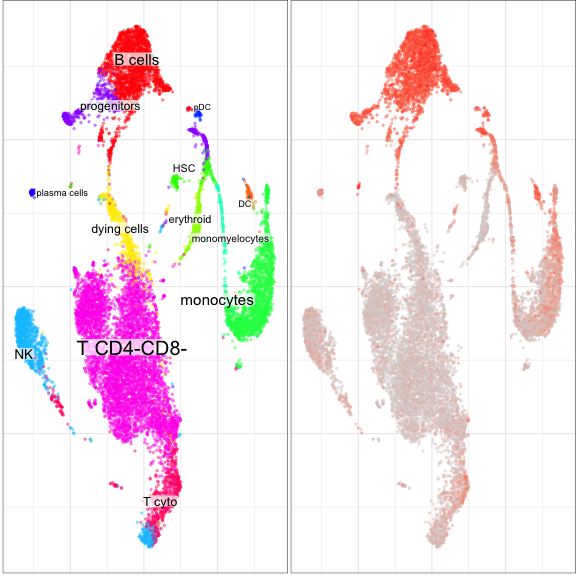 B cells
progenitors
pDC
HSC
plasma cells
DC
erythroid
dying cells
monomyelocytes
monocytes
T CD4-CD8-
NK
T cyto